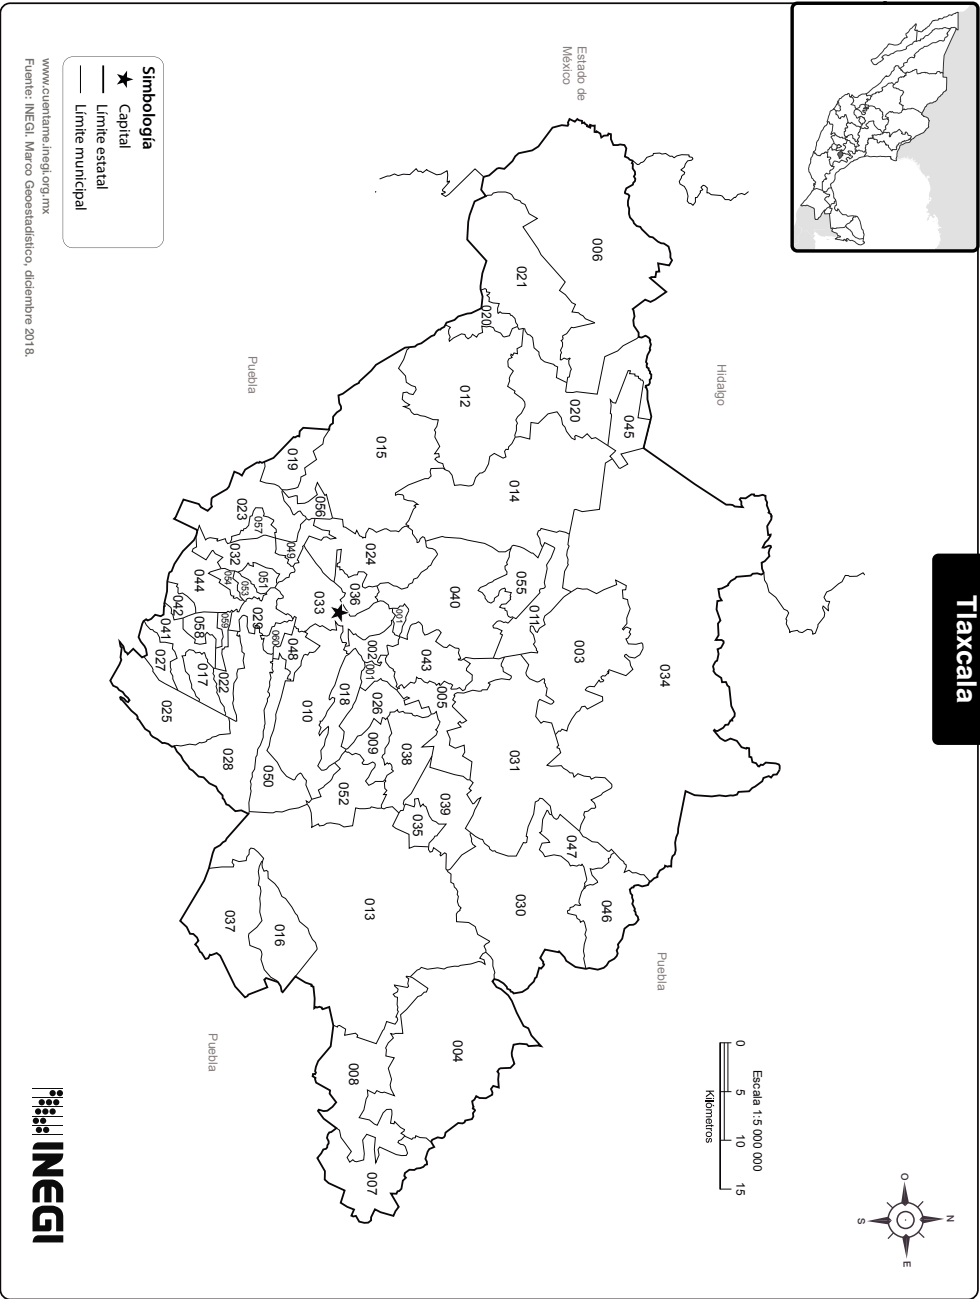 Tlaxcala
N
O
E
S
Escala 1:5 000 000
0 5 10 15
Kilómetros
Hidalgo
Estado de
México
Puebla
Puebla
Puebla
006
021
020
045
020
012
014
015
019
056
023
057
049
024
032
051
053
054
044
033
036
001
040
055
011
003
034
042
058
059
029
060
048
002
001
043
005
041
027
017
022
018
026
010
025
009
038
031
028
050
052
039
035
047
013
030
046
037
016
004
008
007
Simbología
Capital
Límite estatal
Límite municipal
www.cuentame.inegi.org.mx
Fuente: INEGI. Marco Geoestadístico, diciembre 2018.
INEGI